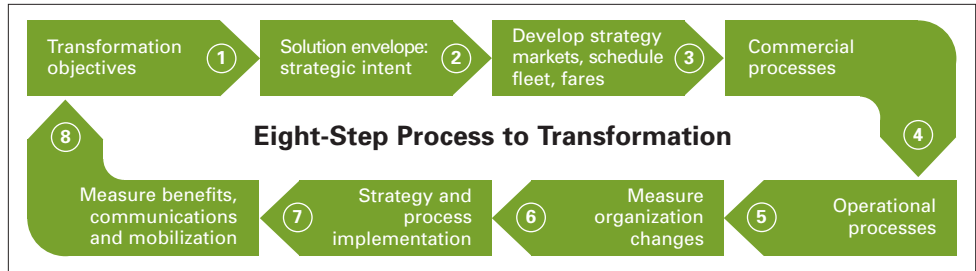 Transformation
objectives
1
Solution envelope:
strategic intent
2
Develop strategy
markets, schedule
fleet, fares
3
Commercial
processes
4
Eight-Step Process to Transformation
Operational
processes
5
Measure
organization
changes
6
Strategy and
process
implementation
7
Measure benefits,
communications
and mobilization
8